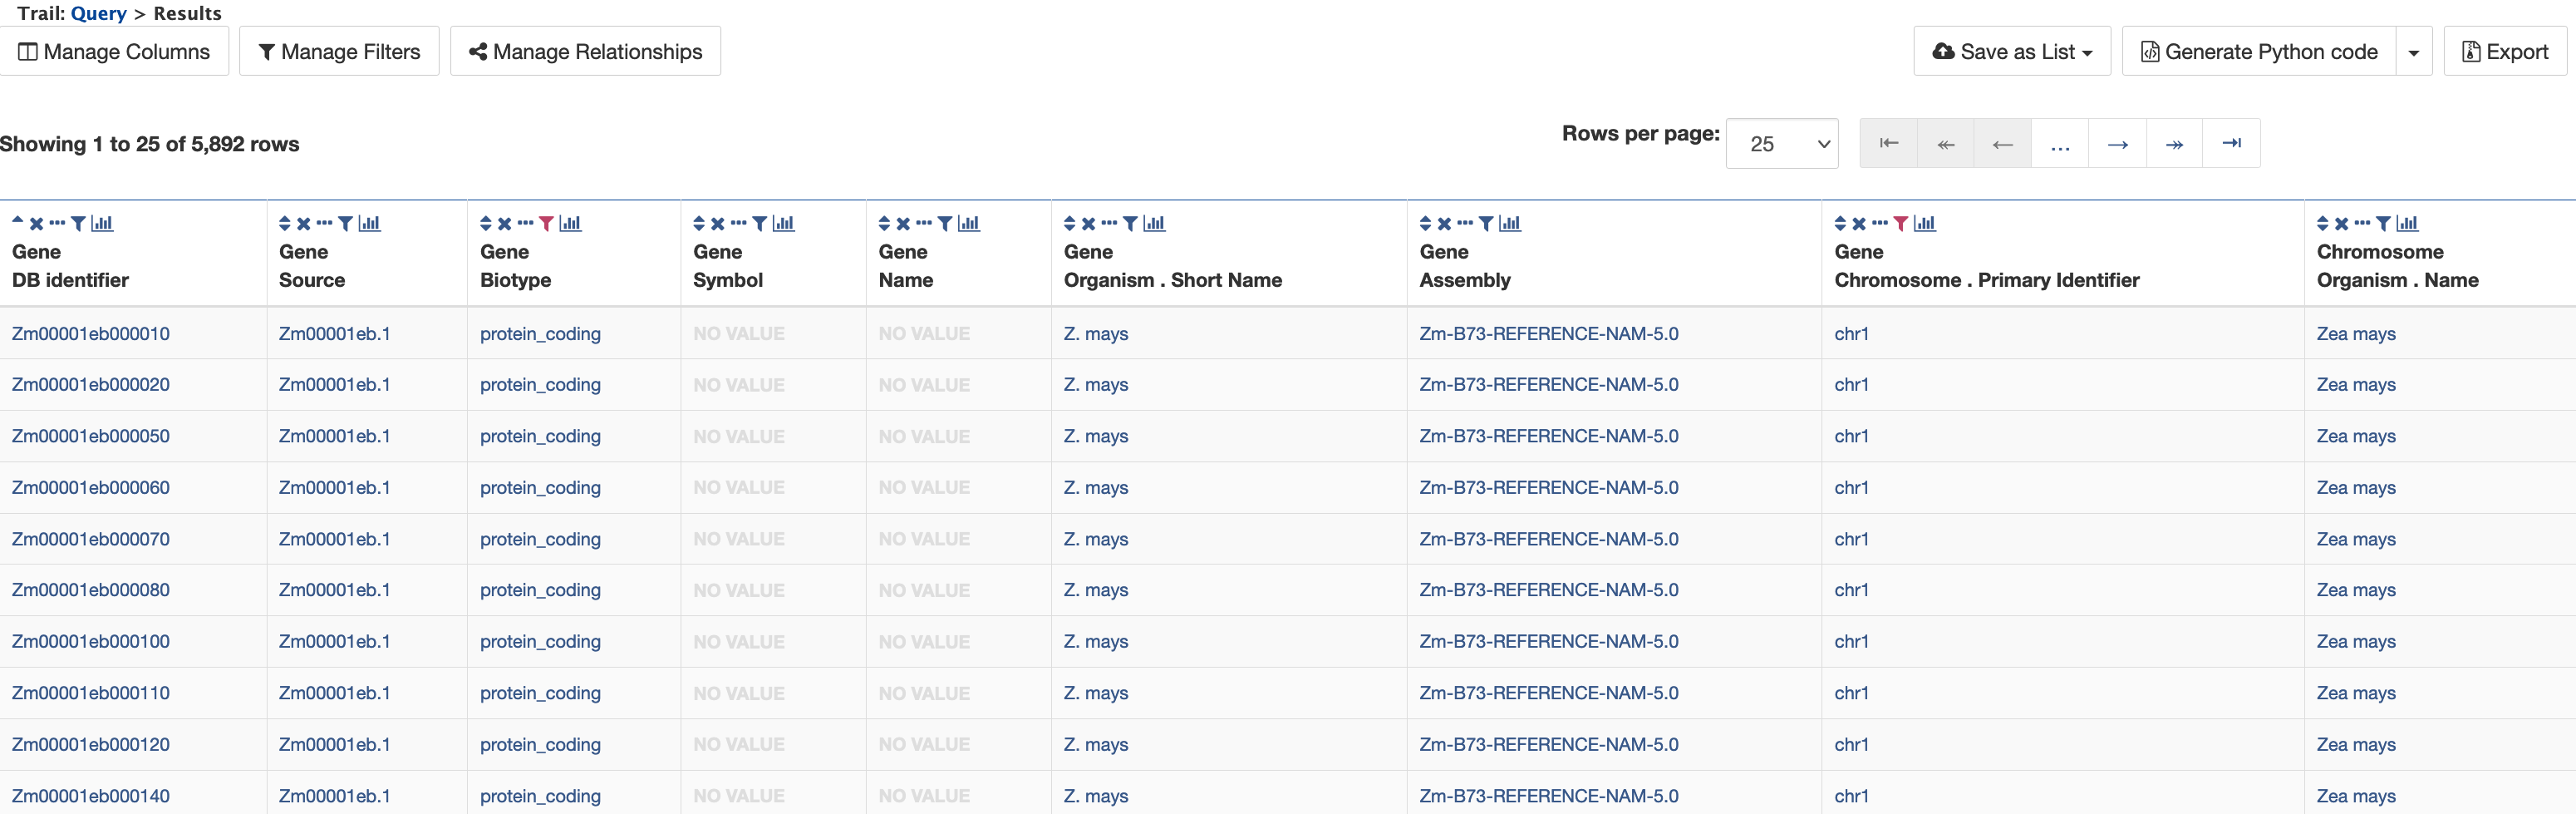 Trail: Query > Results
Manage Columns Manage Filters Manage Relationships Save as List Generate Python code Export
Showing 1 to 25 of 5,892 rows Rows per page: 25 ...
Gene Gene Gene Gene Gene Gene Gene Gene Chromosome
DB identifier Source Biotype Symbol Name Organism . Short Name Assembly Chromosome . Primary Identifier Organism . Name
Zm00001eb000010 Zm00001eb.1 protein_coding NO VALUE NO VALUE Z. mays Zm-B73-REFERENCE-NAM-5.0 chr1 Zea mays
Zm00001eb000020 Zm00001eb.1 protein_coding NO VALUE NO VALUE Z. mays Zm-B73-REFERENCE-NAM-5.0 chr1 Zea mays
Zm00001eb000050 Zm00001eb.1 protein_coding NO VALUE NO VALUE Z. mays Zm-B73-REFERENCE-NAM-5.0 chr1 Zea mays
Zm00001eb000060 Zm00001eb.1 protein_coding NO VALUE NO VALUE Z. mays Zm-B73-REFERENCE-NAM-5.0 chr1 Zea mays
Zm00001eb000070 Zm00001eb.1 protein_coding NO VALUE NO VALUE Z. mays Zm-B73-REFERENCE-NAM-5.0 chr1 Zea mays
Zm00001eb000080 Zm00001eb.1 protein_coding NO VALUE NO VALUE Z. mays Zm-B73-REFERENCE-NAM-5.0 chr1 Zea mays
Zm00001eb000100 Zm00001eb.1 protein_coding NO VALUE NO VALUE Z. mays Zm-B73-REFERENCE-NAM-5.0 chr1 Zea mays
Zm00001eb000110 Zm00001eb.1 protein_coding NO VALUE NO VALUE Z. mays Zm-B73-REFERENCE-NAM-5.0 chr1 Zea mays
Zm00001eb000120 Zm00001eb.1 protein_coding NO VALUE NO VALUE Z. mays Zm-B73-REFERENCE-NAM-5.0 chr1 Zea mays
Zm00001eb000140 Zm00001eb.1 protein_coding NO VALUE NO VALUE Z. mays Zm-B73-REFERENCE-NAM-5.0 chr1 Zea mays